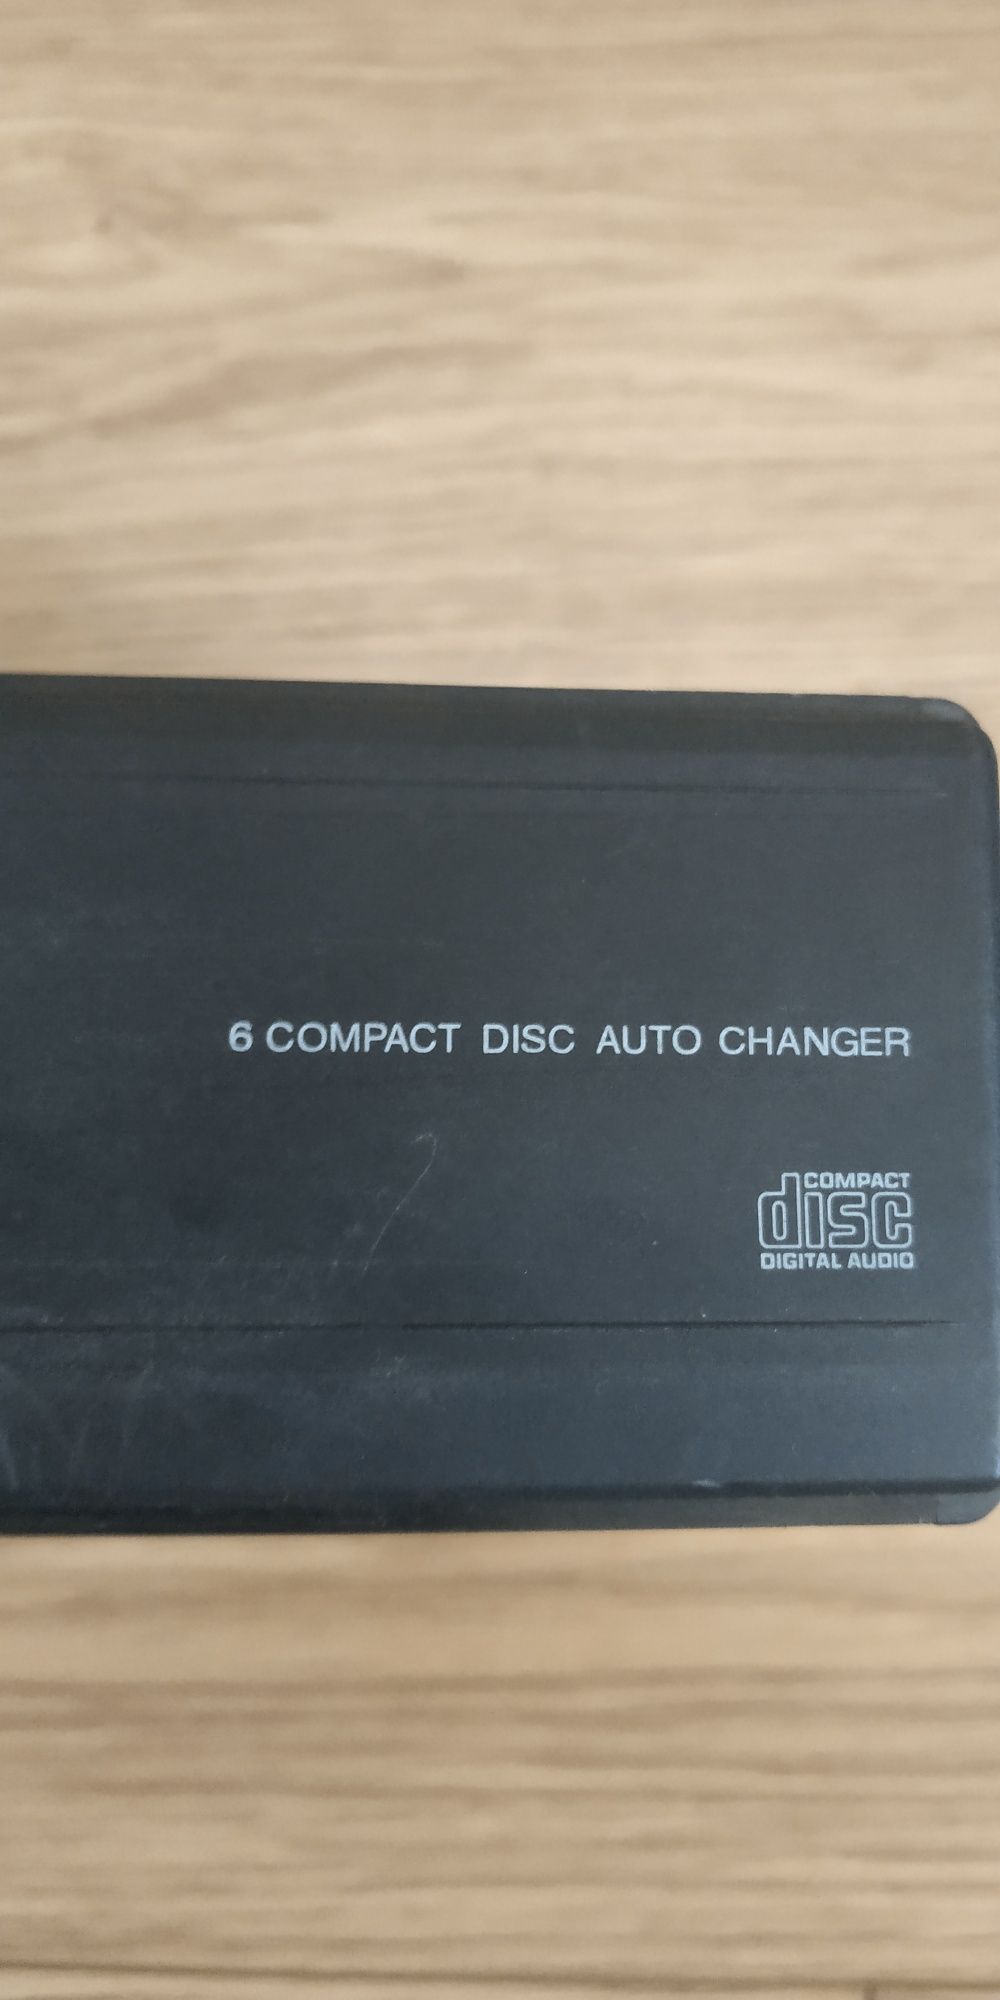 6 COMPACT DISC AUTO CHANGER
COMPACT
disc
DIGITAL AUDIO